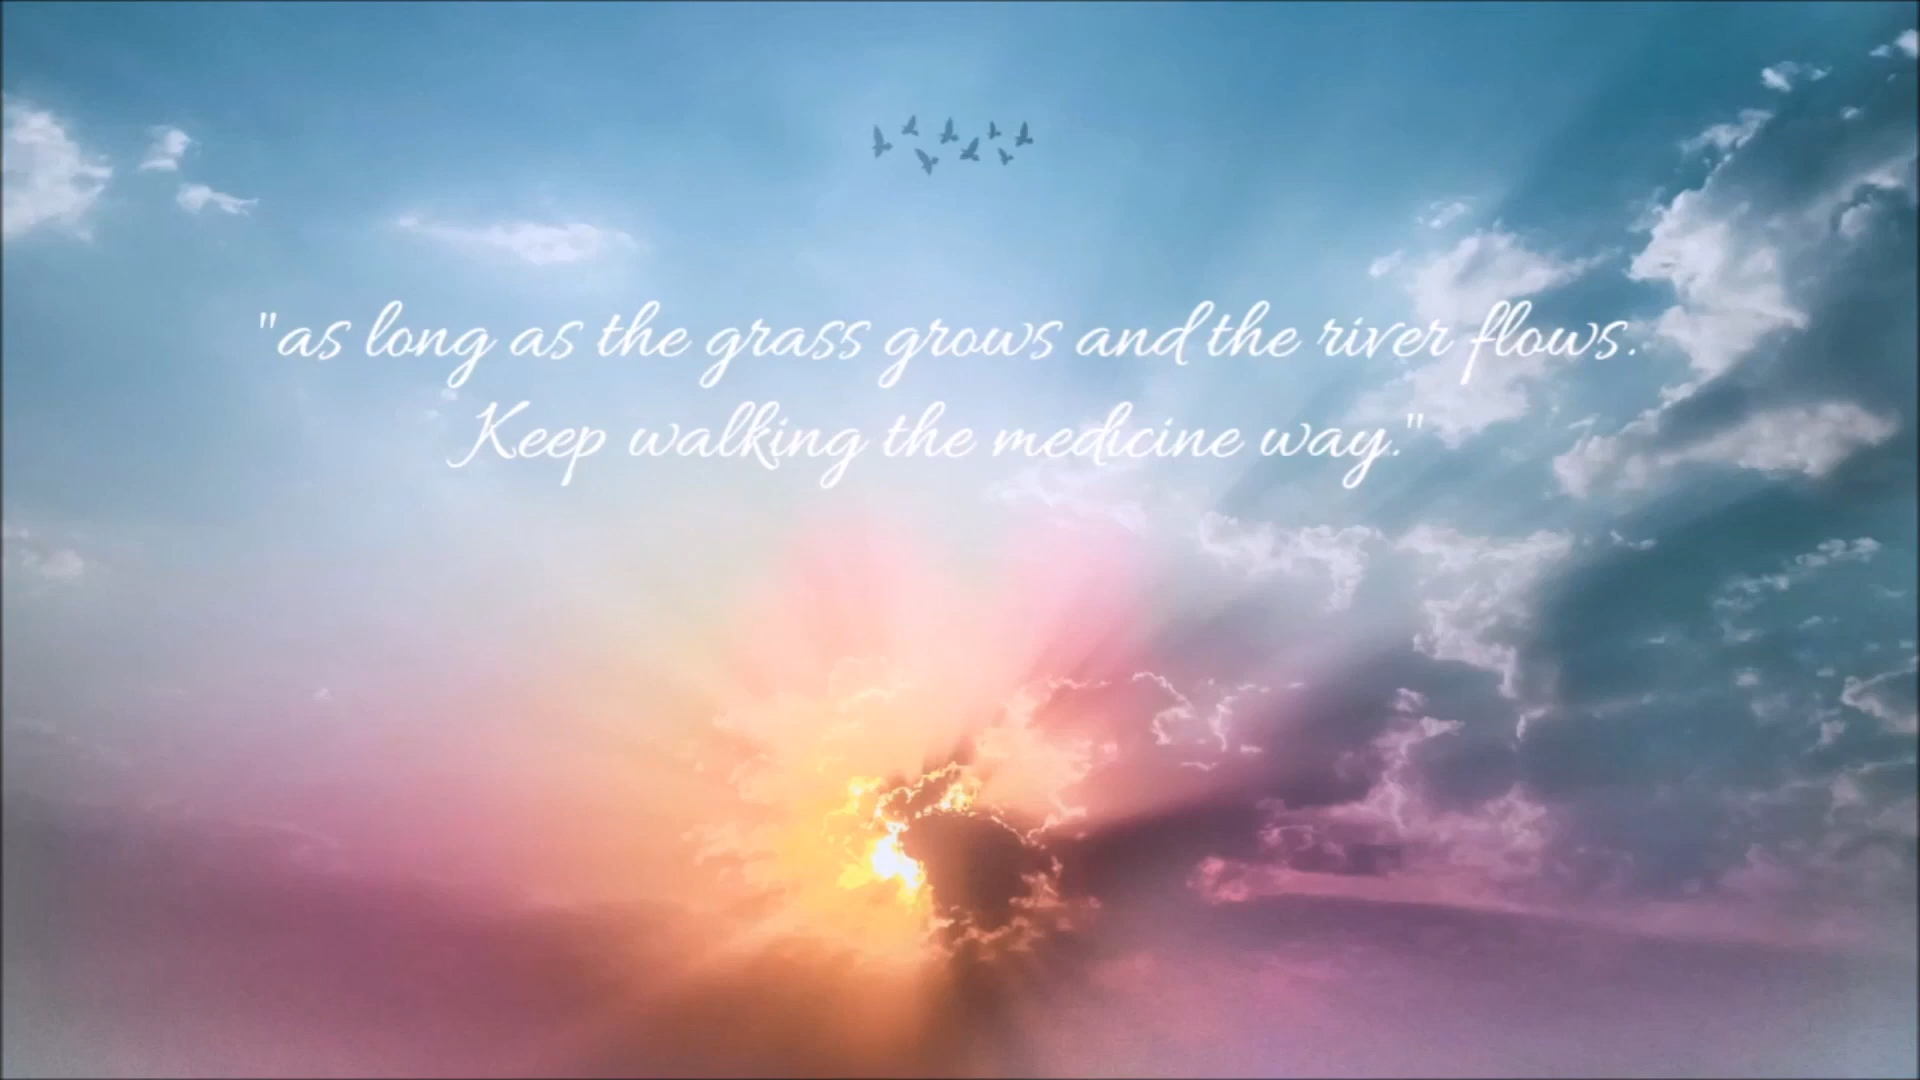 "as long as the grass grows and the river flows.
Keep walking the medicine way."